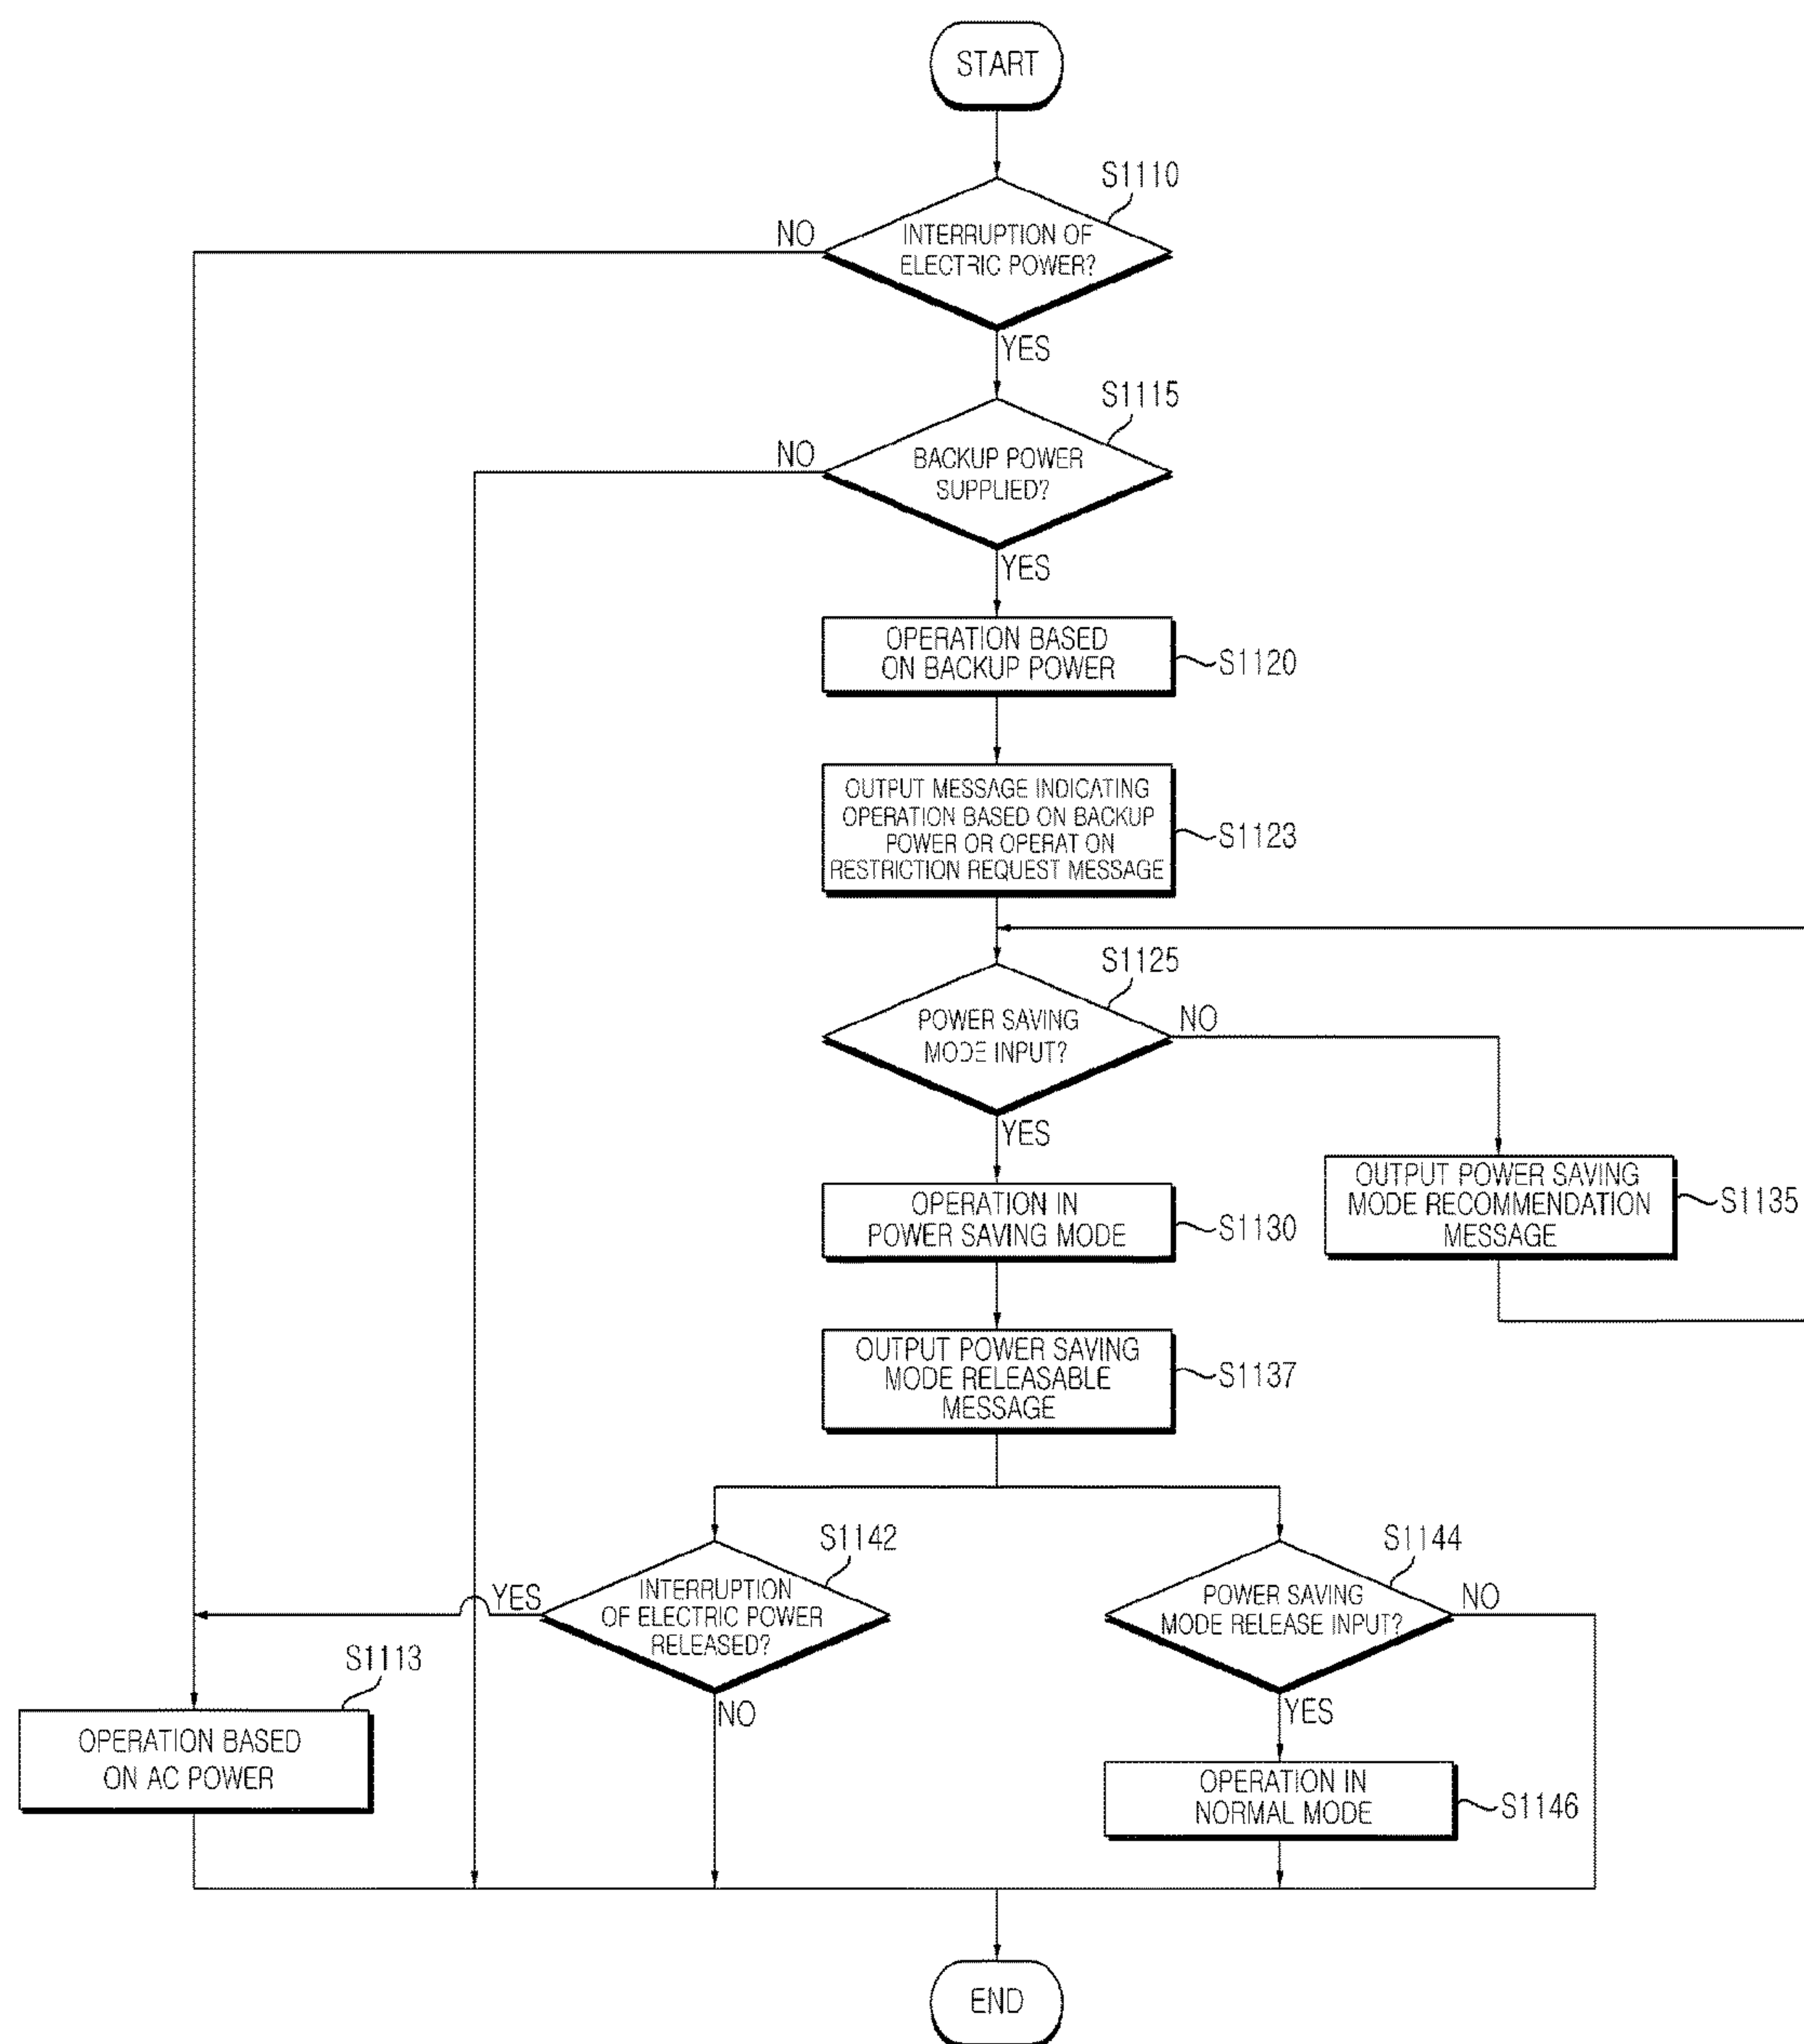 START
S1110
NO
INTERRUPTION OF
ELECTRIC POWER?
YES
S1115
NO
BACKUP POWER
SUPPLIED?
YES
OPERATION BASED
ON BACKUP POWER
S1120
OUTPUT MESSAGE INDICATING
OPERATION BASED ON BACKUP
POWER OR OPERAT ON
RESTRICTION REQUEST MESSAGE
S1123
S1125
POWER SAVING
MODE INPUT?
NO
YES
OPERATION IN
POWER SAVING MODE
S1130
OUTPUT POWER SAVING
MODE RECOMMENDATION
MESSAGE
S1135
OUTPUT POWER SAVING
MODE RELEASABLE
MESSAGE
S1137
S1142
YES
INTERRUPTION
OF ELECTRIC POWER
RELEASED?
NO
S1144
POWER SAVING
MODE RELEASE INPUT?
NO
YES
S1113
OPERATION BASED
ON AC POWER
OPERATION IN
NORMAL MODE
S1146
END